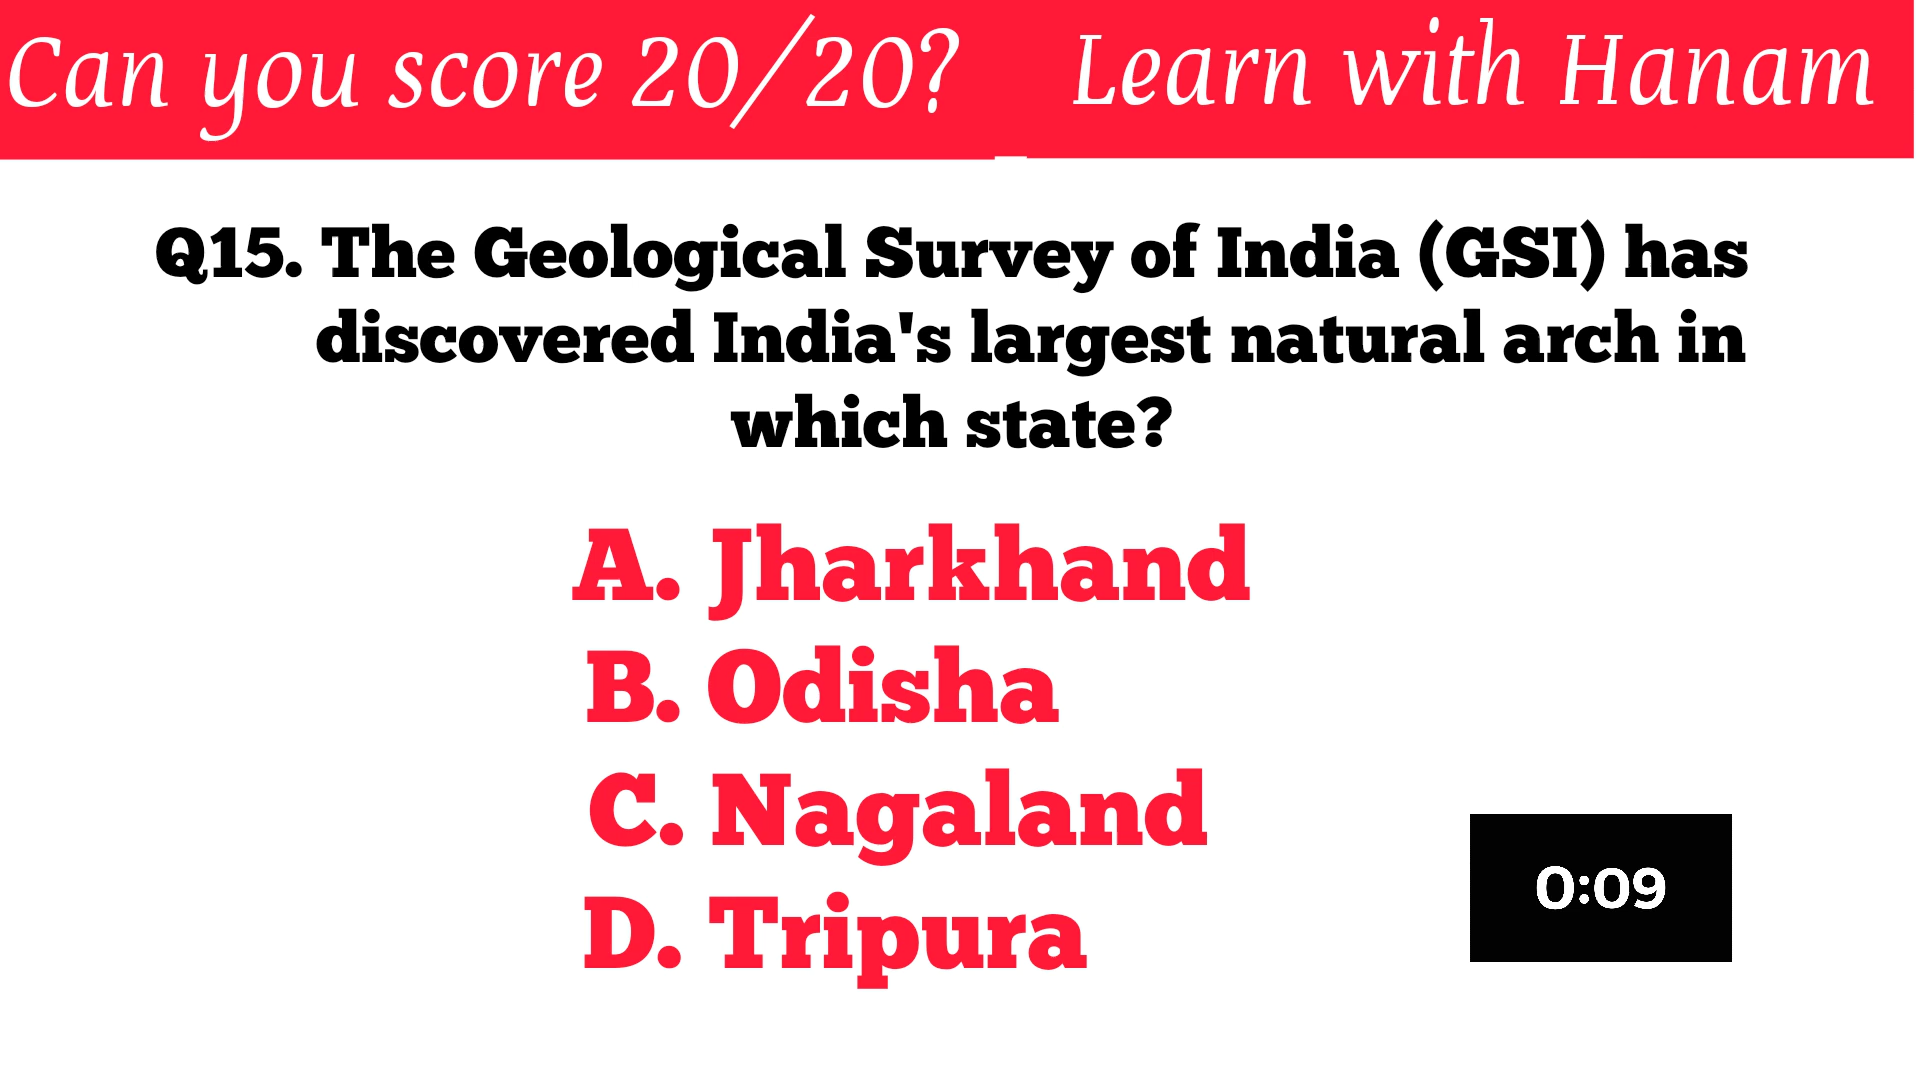 Can you score 20/20? Learn with Hanam
Q15. The Geological Survey of India (GSI) has
discovered India's largest natural arch in
which state?
A. Jharkhand
B. Odisha
C. Nagaland
D. Tripura
0:09